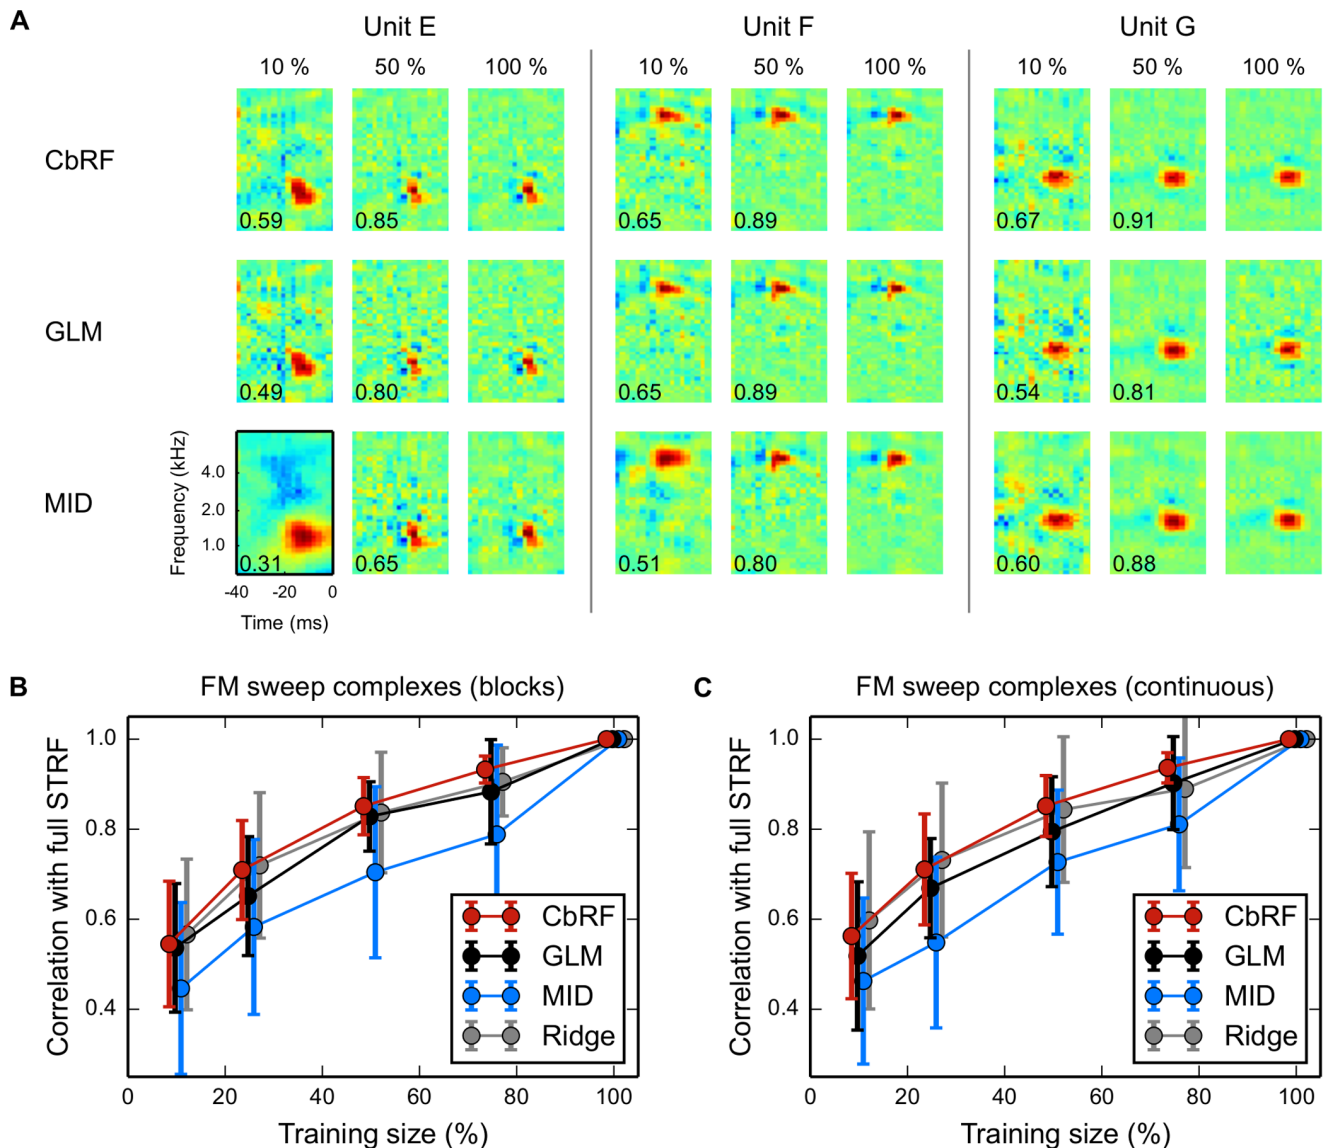 A
Unit E Unit F Unit G
10 % 50 % 100 % 10 % 50 % 100 % 10 % 50 % 100 %
CbRF
0.59 0.85 0.65 0.89 0.67 0.91
GLM
0.49 0.80 0.65 0.89 0.54 0.81
MID
Frequency (kHz)
4.0
2.0
1.0
0.31 0.65 0.51 0.80 0.60 0.88
-40 -20 0
Time (ms)
B
FM sweep complexes (blocks)
Correlation with full STRF
1.0
0.8
0.6
0.4
CbRF
GLM
MID
Ridge
0 20 40 60 80 100
Training size (%)
C
FM sweep complexes (continuous)
Correlation with full STRF
1.0
0.8
0.6
0.4
CbRF
GLM
MID
Ridge
0 20 40 60 80 100
Training size (%)